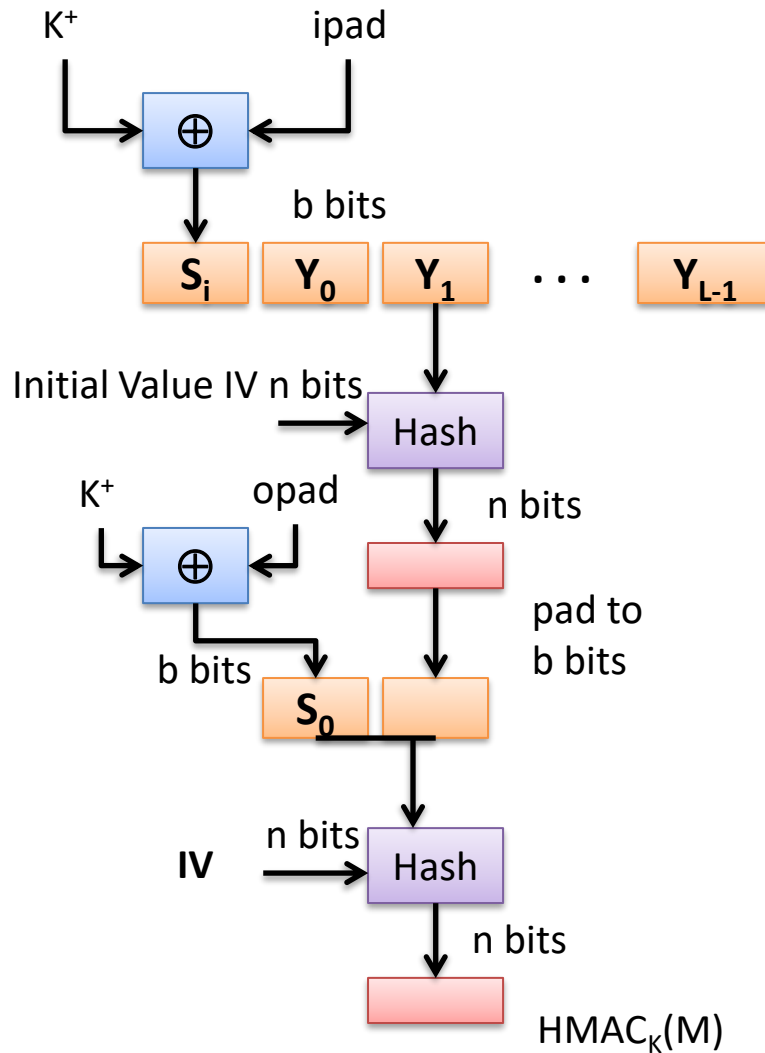 K⁺ ipad
⊕
b bits
Sᵢ Y₀ Y₁ . . . Y_{L-1}
Initial Value IV n bits
Hash
K⁺ opad
n bits
⊕
pad to
b bits
b bits
S₀
n bits
IV
Hash
n bits
HMAC_K(M)